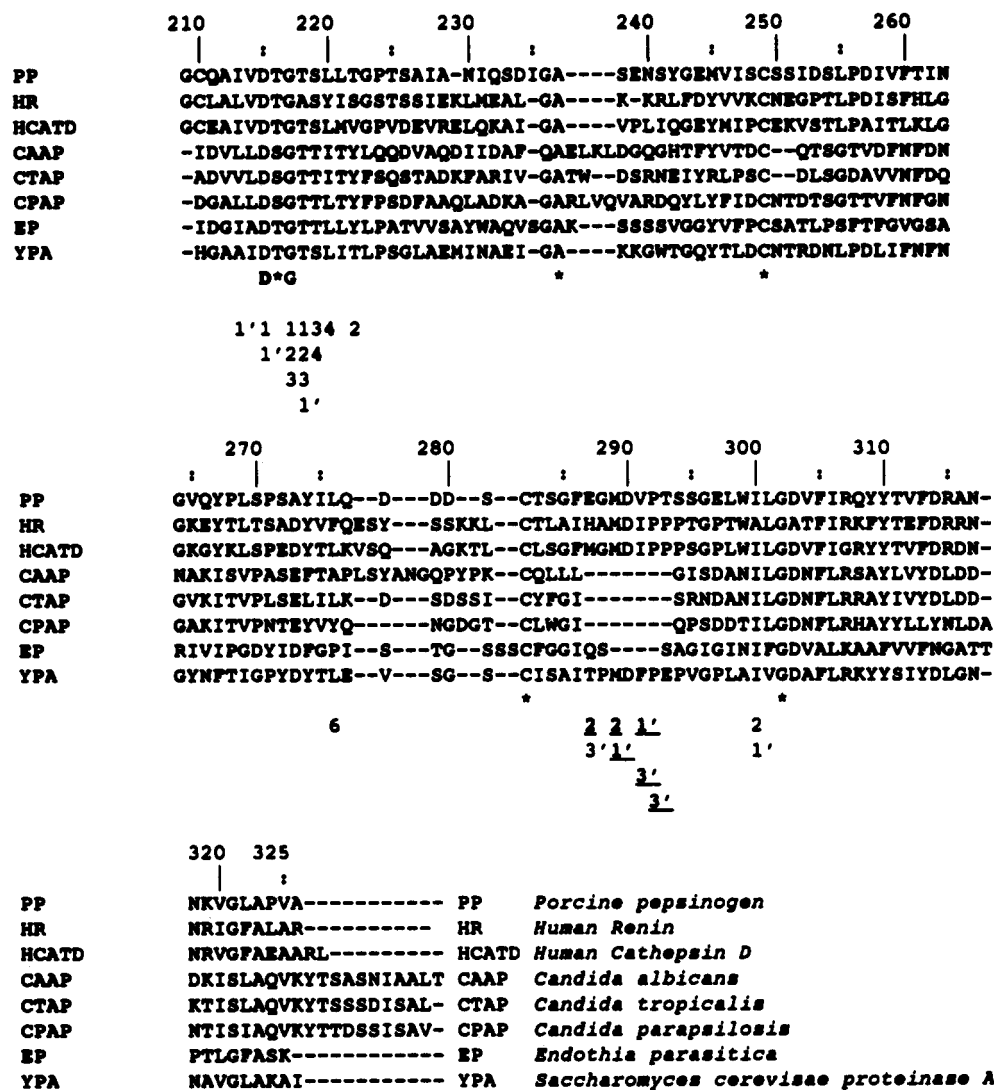 210 220 230 240 250 260
: : : : :
PP GCQAIVDTGTSLLTGPTSAIA-NIQSDIGA----SENSYGEMVISCSSIDSLPDIVFTIN
HR GCLALVDTGASYISGSTSSIEKLMEAL-GA----K-KRLFDYVVKCNEGPTLPDISFHLG
HCATD GCEAIVDTGTSLMVGPVDEVRELQKAI-GA----VPLIQGEYMIPCEKVSTLPAITLKLG
CAAP -IDVLLDSGTTITYLQQDVAQDIIDAF-QAELKLDGQGHTFYVTDC--QTSGTVDFNFDN
CTAP -ADVVLDSGTTITYFSQSTADKFARIV-GATW--DSRNEIYRLPSC--DLSGDAVVNFDQ
CPAP -DGALLDSGTTLTYFPSDFAAQLADKA-GARLVQVARDQYLYFIDCNTDTSGTTVFNFGN
EP -IDGIADTGTTLLYLPATVVSAYWAQVSGAK----SSSSVGGYVFPCSATLPSFTFGVGSA
YPA -HGAAIDTGTSLITLPSGLAEMINAEI-GA----KKGWTGQYTLDCNTRDNLPDLIFNFN
D*G * *
1'1 1134 2
1'224
33
1'
270 280 290 300 310
: : : : : :
PP GVQYPLSPSAYILQ--D---DD--S--CTSGFEGMDVPTSSGELWILGDVFIRQYYTVFDRAN-
HR GKEYTLTSADYVFQESY---SSKKL--CTLAIHAMDIPPPTGPTWALGATFIRKFYTEFDRRN-
HCATD GKGYKLSPEDYTLKVSQ---AGKTL--CLSGFMGMDIPPPSGPLWILGDVFIGRYYTVFDRDN-
CAAP NAKISVPASEFTAPLSYANGQPYPK--CQLLL-------GISDANILGDNFLRSAYLVYDLDD-
CTAP GVKITVPLSELILK--D---SDSSI--CYFGI-------SRNDANILGDNFLRRAYIVYDLDD-
CPAP GAKITVPNTEYVYQ-----NGDGT--CLWGI-------QPSDDTILGDNFLRHAYLLYNLDA
EP RIVIPGDYIDFGPI--S---TG--SSSCFGGIQS-----SAGIGINIFGDVALKAAFVVFNGATT
YPA GYNFTIGPYDYTLE--V---SG--S--CISAITPMDFPEPVGPLAIVGDAFLRKYYSIYDLGN-
* *
6 2 2 1' 2
3' 1' 1'
3'
3'
320 325
:
PP NKVGLAPVA----------- PP Porcine pepsinogen
HR NRIGFALAR---------- HR Human Renin
HCATD NRVGFAEAARL--------- HCATD Human Cathepsin D
CAAP DKISLAQVKYTSASNIAALT CAAP Candida albicans
CTAP KTISLAQVKYTSSSDISAL- CTAP Candida tropicalis
CPAP NTISIAQVKYTTDSSISAV- CPAP Candida parapsilosis
EP PTLGFASK------------ EP Endothia parasitica
YPA NAVGLAKAI----------- YPA Saccharomyces cerevisae proteinase A